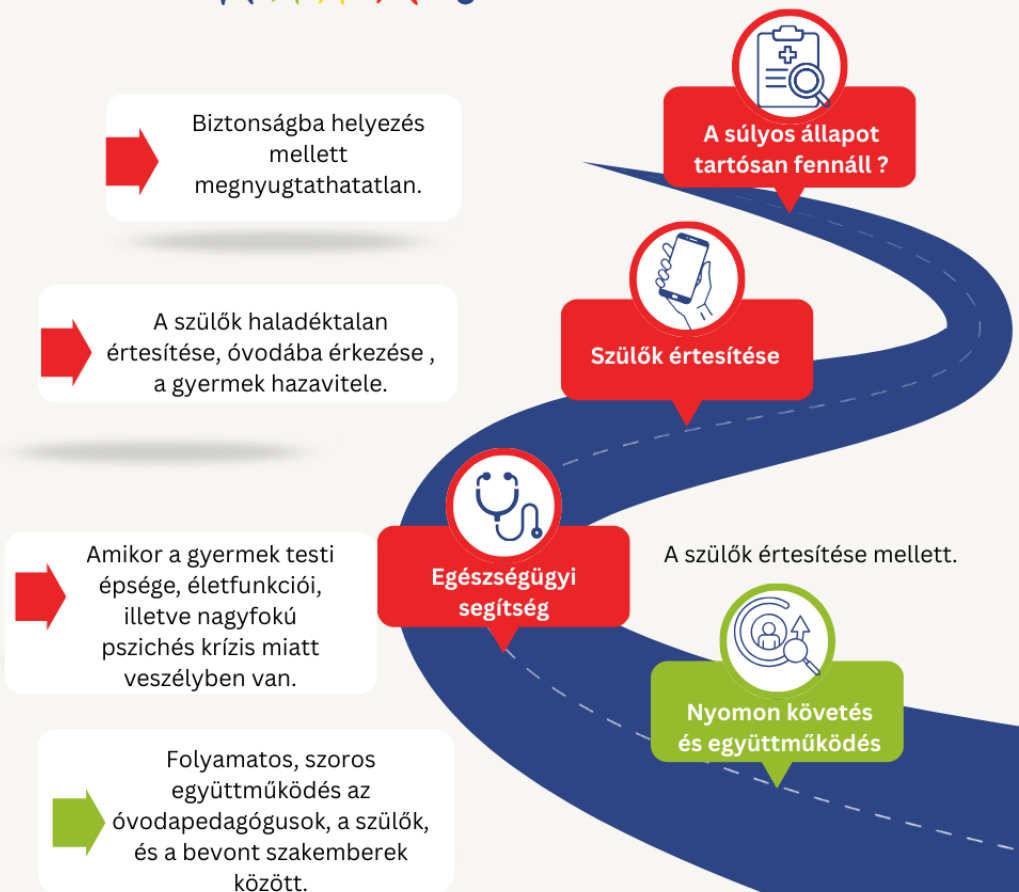 A súlyos állapot
tartósan fennáll ?
Biztonságba helyezés
mellett
megnyugtathatatlan.
Szülők értesítése
A szülők haladéktalan
értesítése, óvodába érkezése ,
a gyermek hazavitele.
Egészségügyi
segítség
A szülők értesítése mellett.
Amikor a gyermek testi
épsége, életfunkciói,
illetve nagyfokú
pszichés krízis miatt
veszélyben van.
Nyomon követés
és együttműködés
Folyamatos, szoros
együttműködés az
óvodapedagógusok, a szülők,
és a bevont szakemberek
között.